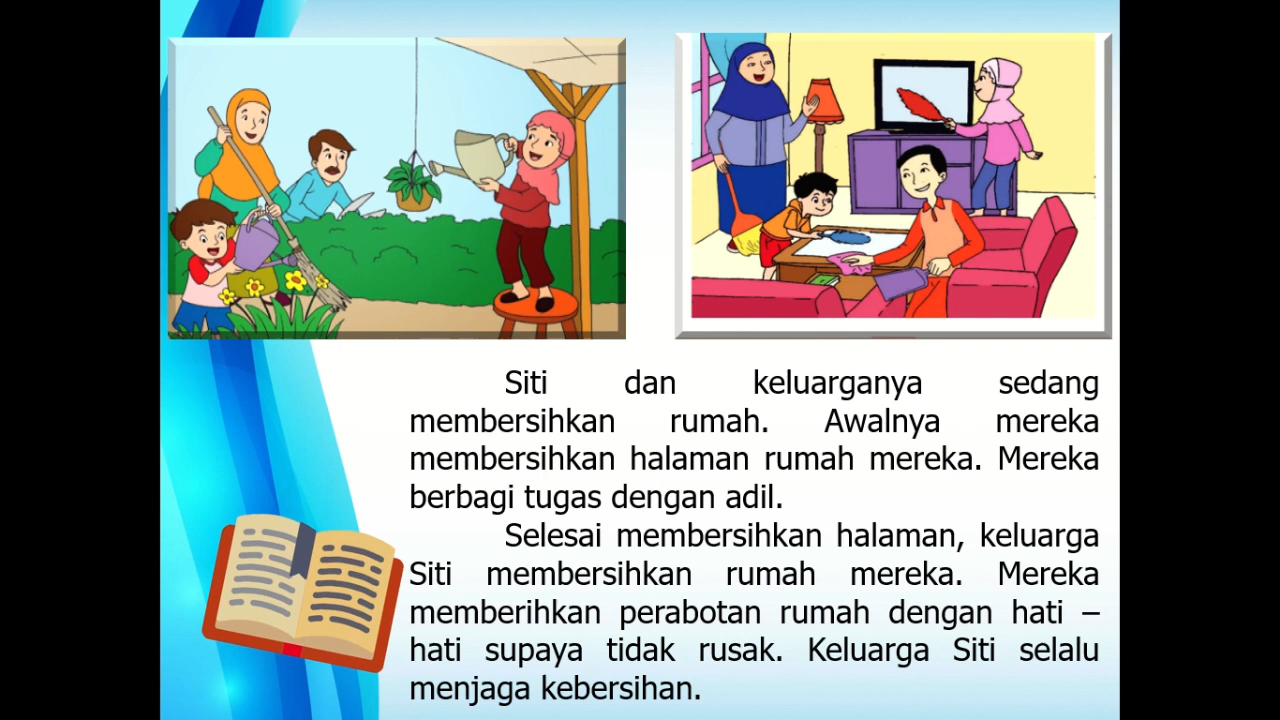 Siti dan keluarganya sedang
membersihkan rumah. Awalnya mereka
membersihkan halaman rumah mereka. Mereka
berbagi tugas dengan adil.
Selesai membersihkan halaman, keluarga
Siti membersihkan rumah mereka. Mereka
memberihkan perabotan rumah dengan hati –
hati supaya tidak rusak. Keluarga Siti selalu
menjaga kebersihan.